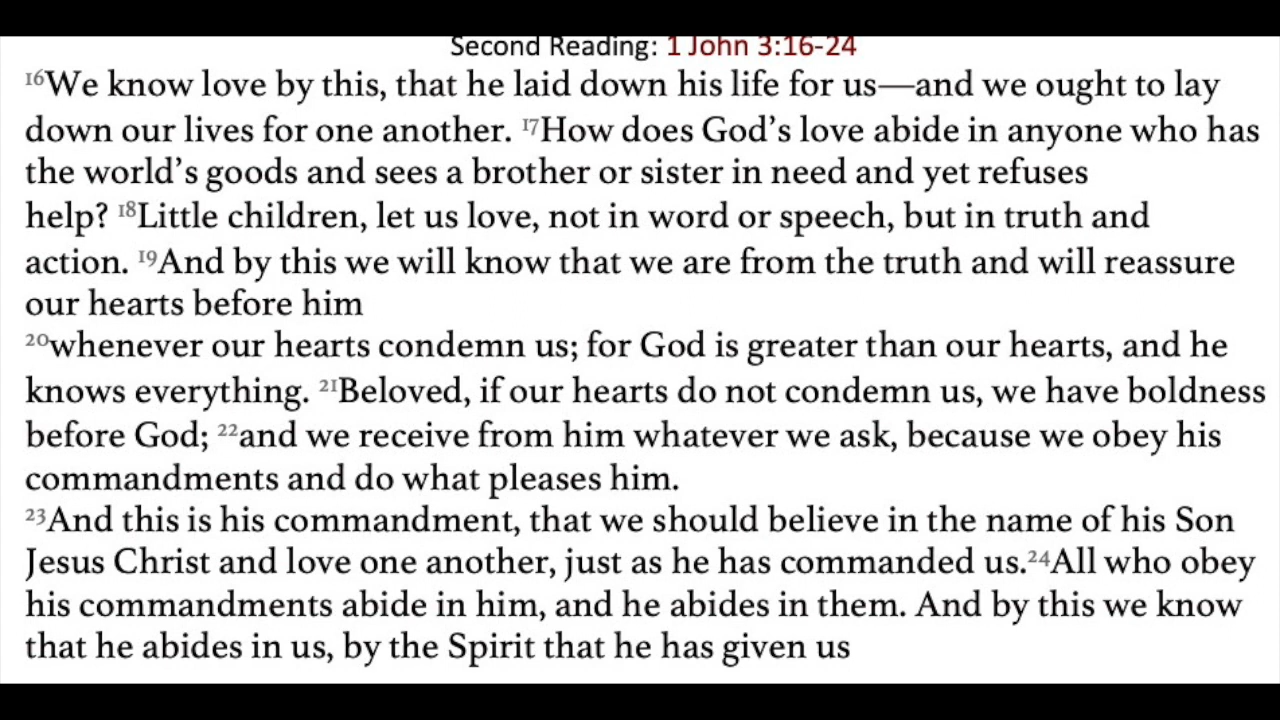 Second Reading: 1 John 3:16-24
16We know love by this, that he laid down his life for us—and we ought to lay
down our lives for one another. 17How does God’s love abide in anyone who has
the world’s goods and sees a brother or sister in need and yet refuses
help? 18Little children, let us love, not in word or speech, but in truth and
action. 19And by this we will know that we are from the truth and will reassure
our hearts before him
20whenever our hearts condemn us; for God is greater than our hearts, and he
knows everything. 21Beloved, if our hearts do not condemn us, we have boldness
before God; 22and we receive from him whatever we ask, because we obey his
commandments and do what pleases him.
23And this is his commandment, that we should believe in the name of his Son
Jesus Christ and love one another, just as he has commanded us.24All who obey
his commandments abide in him, and he abides in them. And by this we know
that he abides in us, by the Spirit that he has given us